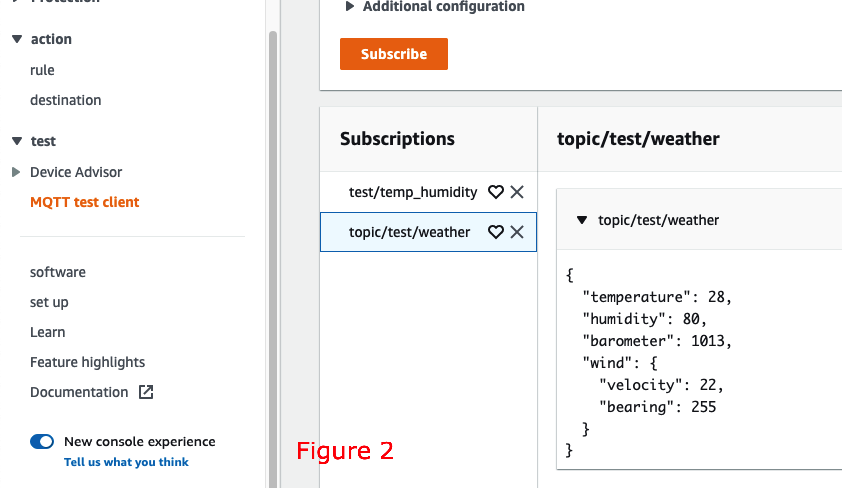 Protection
action
rule
destination
test
Device Advisor
MQTT test client
software
set up
Learn
Feature highlights
Documentation
New console experience
Tell us what you think
Additional configuration
Subscribe
Subscriptions
test/temp_humidity
topic/test/weather
topic/test/weather
topic/test/weather
{
"temperature": 28,
"humidity": 80,
"barometer": 1013,
"wind": {
"velocity": 22,
"bearing": 255
}
}
Figure 2